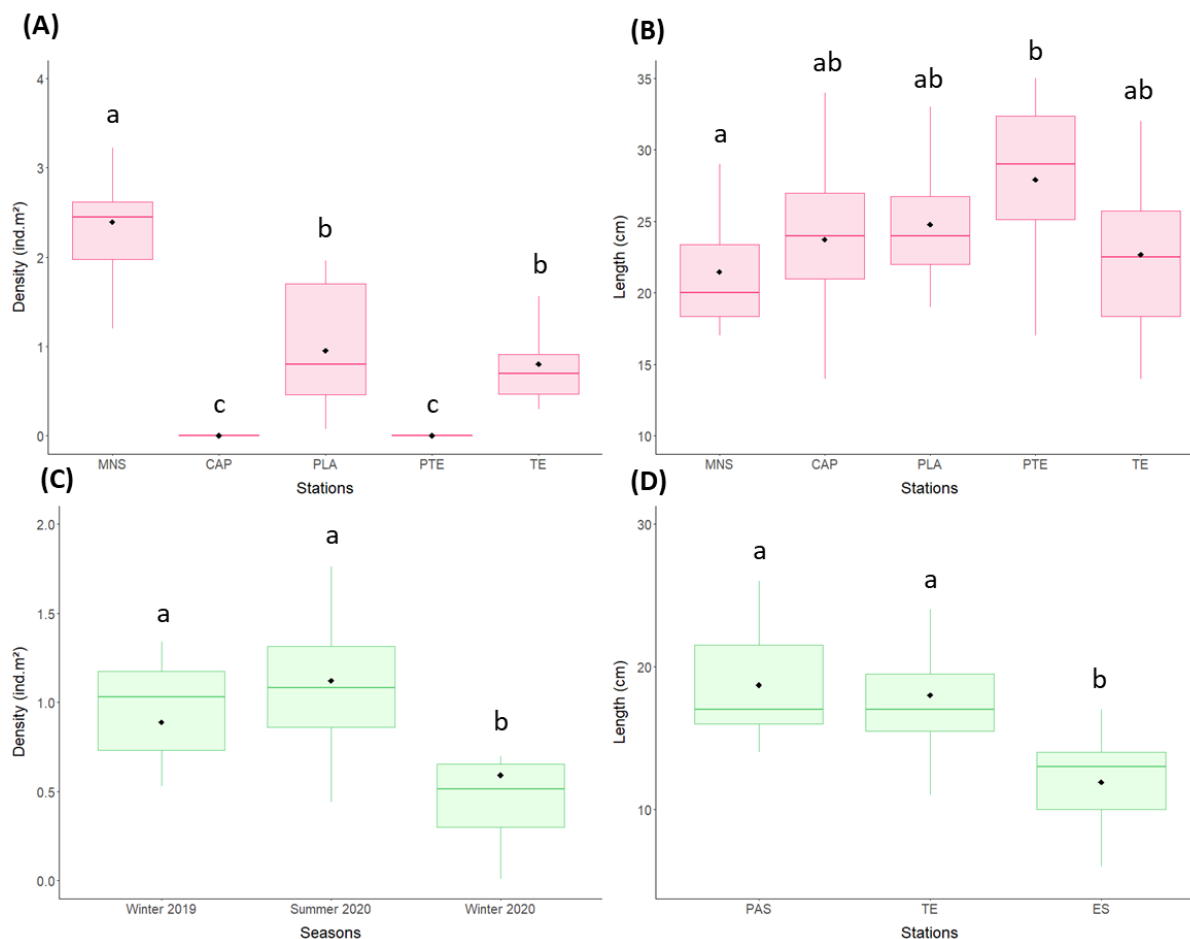 (A)
Density (ind.m²)
4
3
2
1
0
a
c
b
c
b
MNS CAP PLA PTE TE
Stations
(B)
Length (cm)
35
30
25
20
15
10
a
ab
ab
b
ab
MNS CAP PLA PTE TE
Stations
(C)
Density (ind.m²)
2.0
1.5
1.0
0.5
0.0
a
a
b
Winter 2019 Summer 2020 Winter 2020
Seasons
(D)
Length (cm)
30
20
10
a
a
b
PAS TE ES
Stations